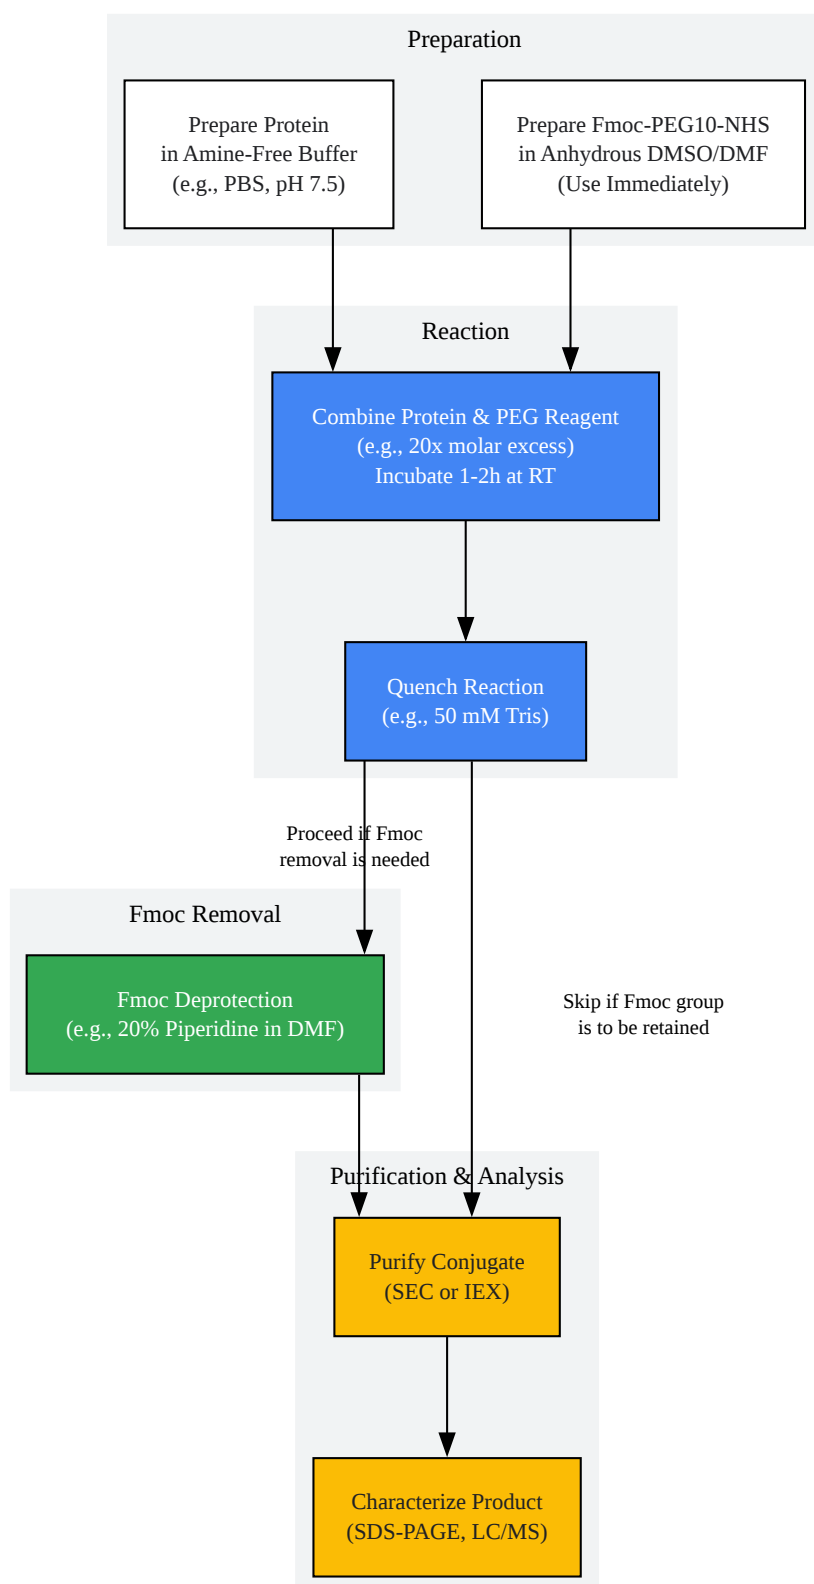 Preparation
Prepare Protein
in Amine-Free Buffer
(e.g., PBS, pH 7.5)
Prepare Fmoc-PEG10-NHS
in Anhydrous DMSO/DMF
(Use Immediately)
Reaction
Combine Protein & PEG Reagent
(e.g., 20x molar excess)
Incubate 1-2h at RT
Quench Reaction
(e.g., 50 mM Tris)
Proceed if Fmoc
removal is needed
Fmoc Removal
Fmoc Deprotection
(e.g., 20% Piperidine in DMF)
Skip if Fmoc group
is to be retained
Purification & Analysis
Purify Conjugate
(SEC or IEX)
Characterize Product
(SDS-PAGE, LC/MS)